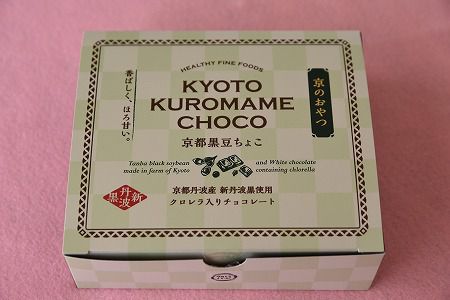 HEALTHY FINE FOODS
KYOTO
KUROMAME
CHOCO
京都黒豆ちょこ
香ばしく、ほろ甘い。
京のおやつ
Tanba black soybean
made in farm of Kyoto
and White chocolate
containing chlorella
京都丹波産 新丹波黒使用
クロレラ入りチョコレート
新
丹波
黒